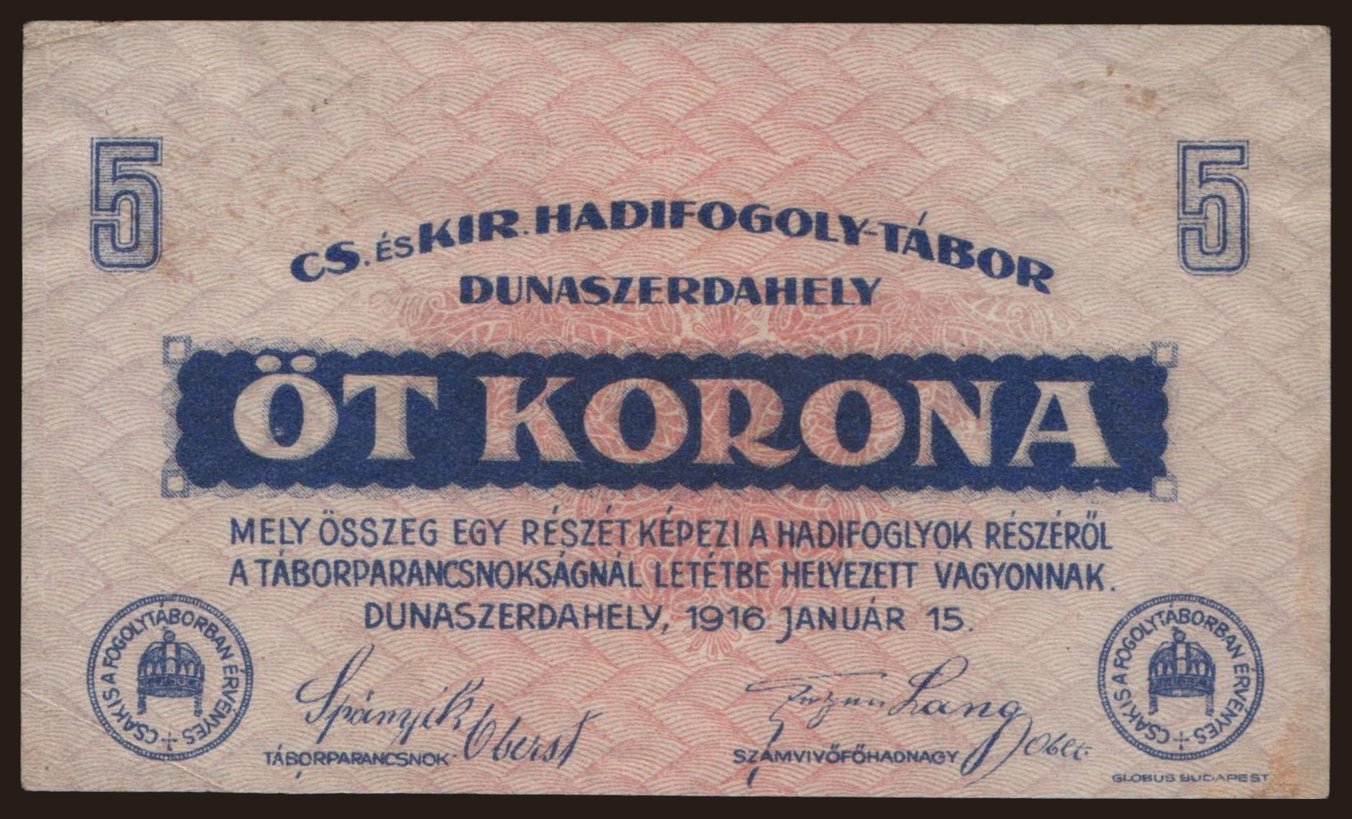 5 5
CS. ÉS KIR. HADIFOGOLY-TÁBOR
DUNASZERDAHELY
ÖT KORONA
MELY ÖSSZEG EGY RÉSZÉT KÉPEZI A HADIFOGLYOK RÉSZÉRŐL
A TÁBORPARANCSNOKSÁGNÁL LETÉTBE HELYEZETT VAGYONNAK.
DUNASZERDAHELY, 1916 JANUÁR 15.
CSAKIS A FOGOLYTÁBORBAN ÉRVÉNYES
CSAKIS A FOGOLYTÁBORBAN ÉRVÉNYES
Spányik Oberst
Lang
TÁBORPARANCSNOK
SZÁMVIVŐFŐHADNAGY
GLOBUS BUDAPEST